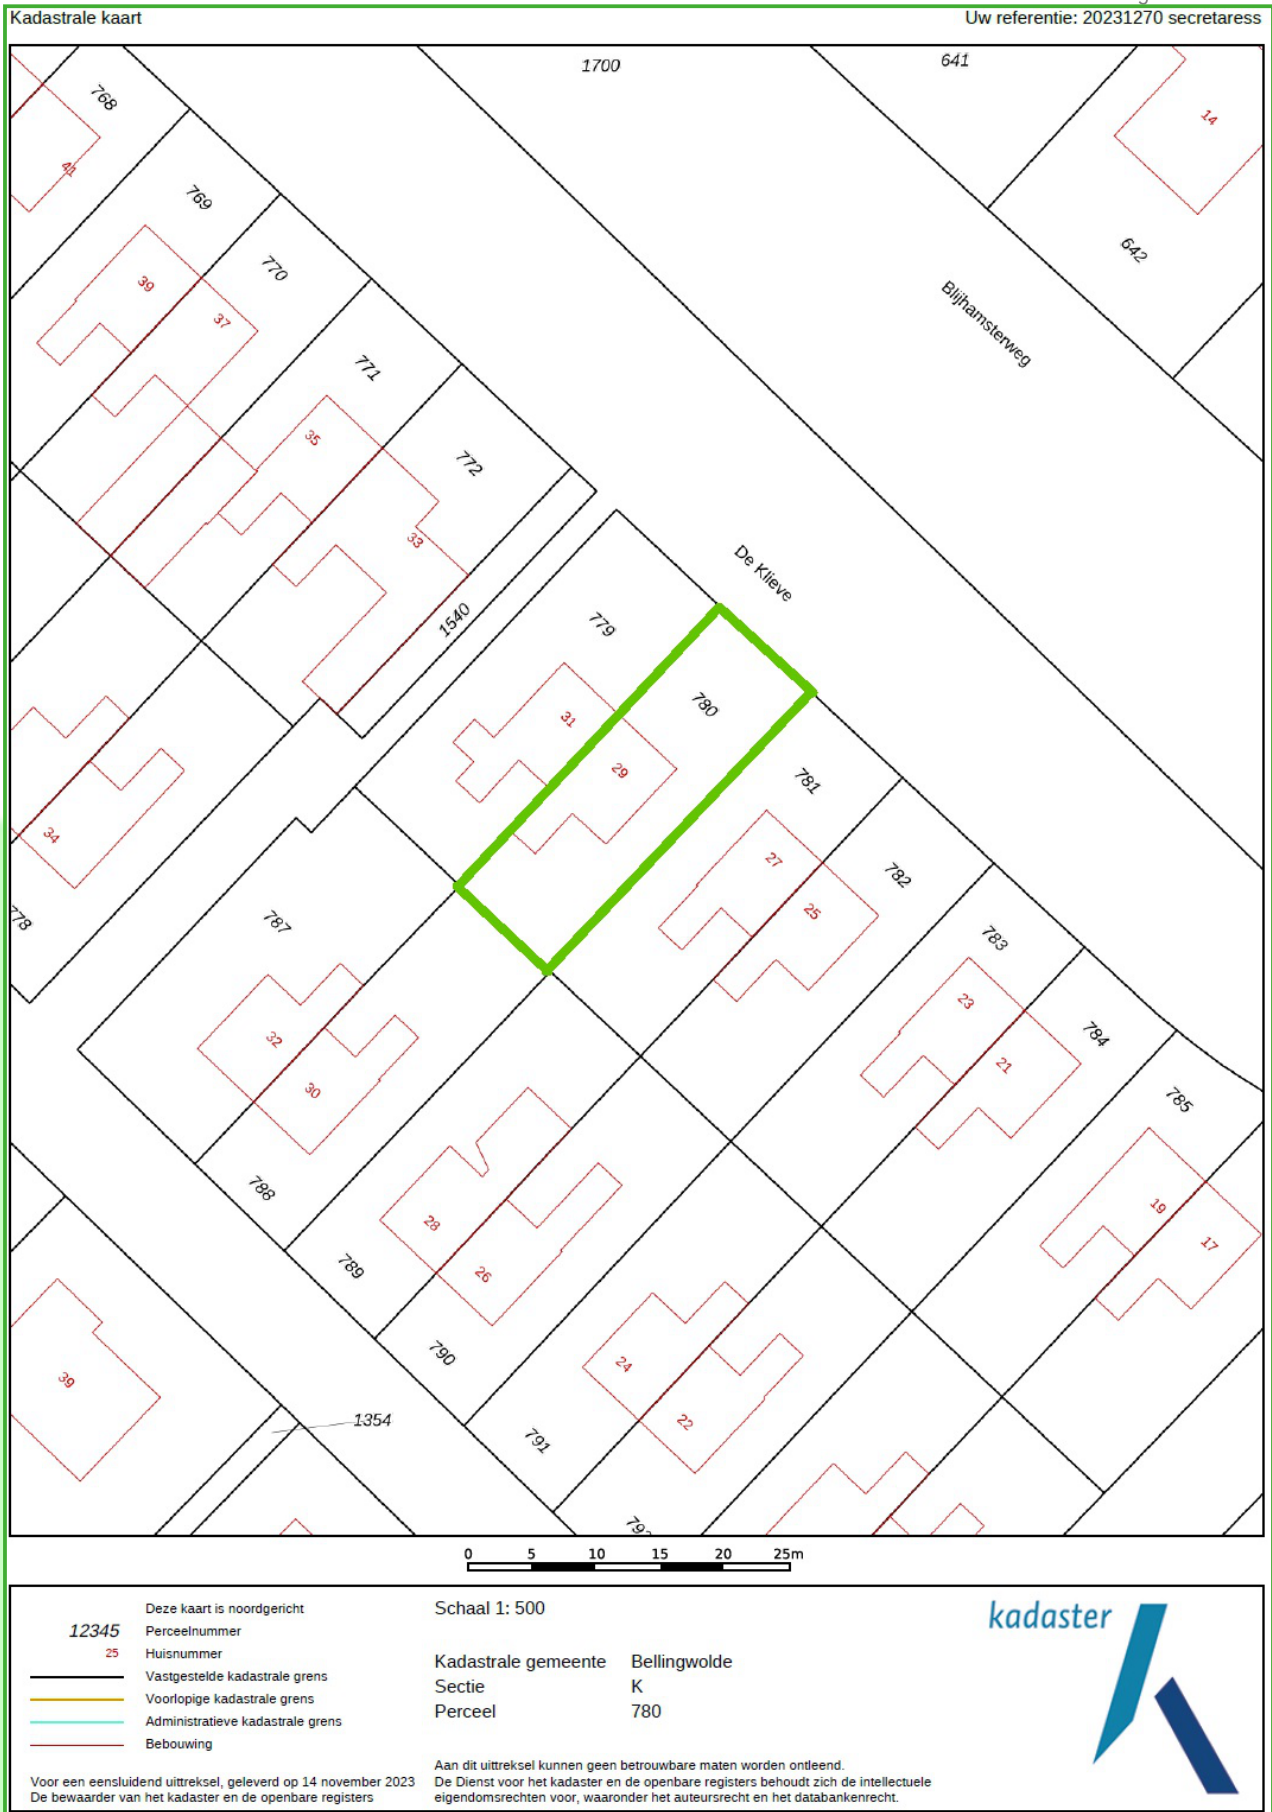 Kadastrale kaart
Uw referentie: 20231270 secretaress
1700
641
768
14
41
769
642
770
39
37
Blijhamsterweg
771
35
772
33
De Klieve
1540
779
780
31
29
781
34
27
782
25
778
787
783
23
32
784
21
30
785
788
19
28
17
789
26
790
24
39
22
1354
791
792
0 5 10 15 20 25m
Deze kaart is noordgericht
12345 Perceelnummer
25 Huisnummer
Vastgestelde kadastrale grens
Voorlopige kadastrale grens
Administratieve kadastrale grens
Bebouwing
Voor een eensluidend uittreksel, geleverd op 14 november 2023
De bewaarder van het kadaster en de openbare registers
Schaal 1: 500
Kadastrale gemeente Bellingwolde
Sectie K
Perceel 780
Aan dit uittreksel kunnen geen betrouwbare maten worden ontleend.
De Dienst voor het kadaster en de openbare registers behoudt zich de intellectuele
eigendomsrechten voor, waaronder het auteursrecht en het databankenrecht.
kadaster